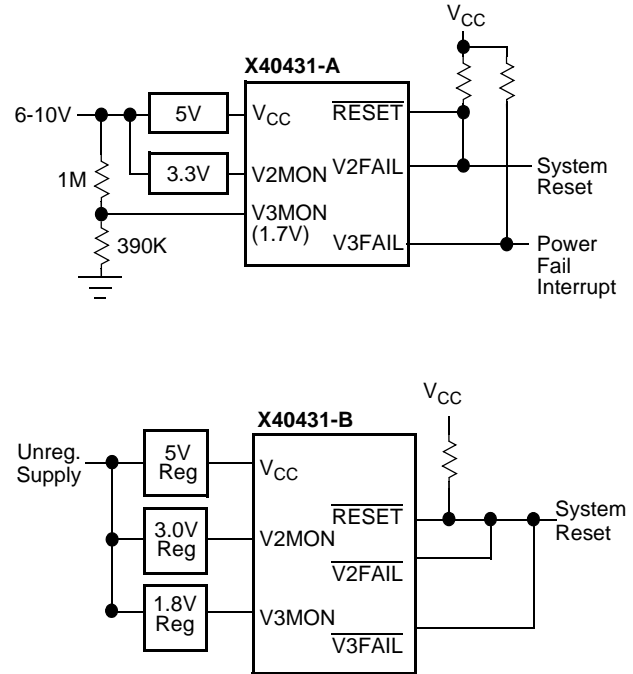 V_CC
X40431-A
6-10V
5V
V_CC
RESET
3.3V
V2MON
V2FAIL
System
Reset
1M
V3MON
(1.7V)
390K
V3FAIL
Power
Fail
Interrupt
V_CC
X40431-B
Unreg.
Supply
5V
Reg
V_CC
3.0V
Reg
V2MON
RESET
System
Reset
V2FAIL
1.8V
Reg
V3MON
V3FAIL